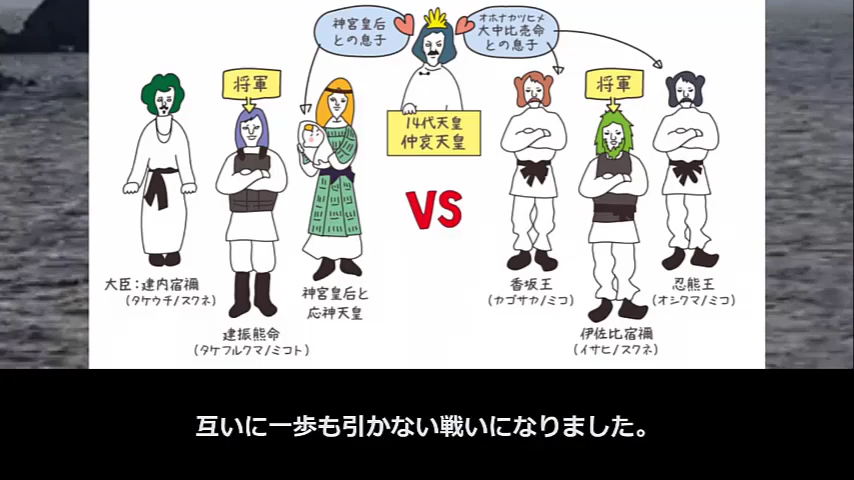 神宮皇后
との息子
オホナカツヒメ
大中比売命
との息子
将軍
将軍
14代天皇
仲哀天皇
VS
大臣:建内宿禰
(タケウチノスクネ)
神宮皇后と
応神天皇
建振熊命
(タケフルクマノミコト)
香坂王
(カゴサカノミコ)
忍熊王
(オシクマノミコ)
伊佐比宿禰
(イサヒノスクネ)
互いに一歩も引かない戦いになりました。